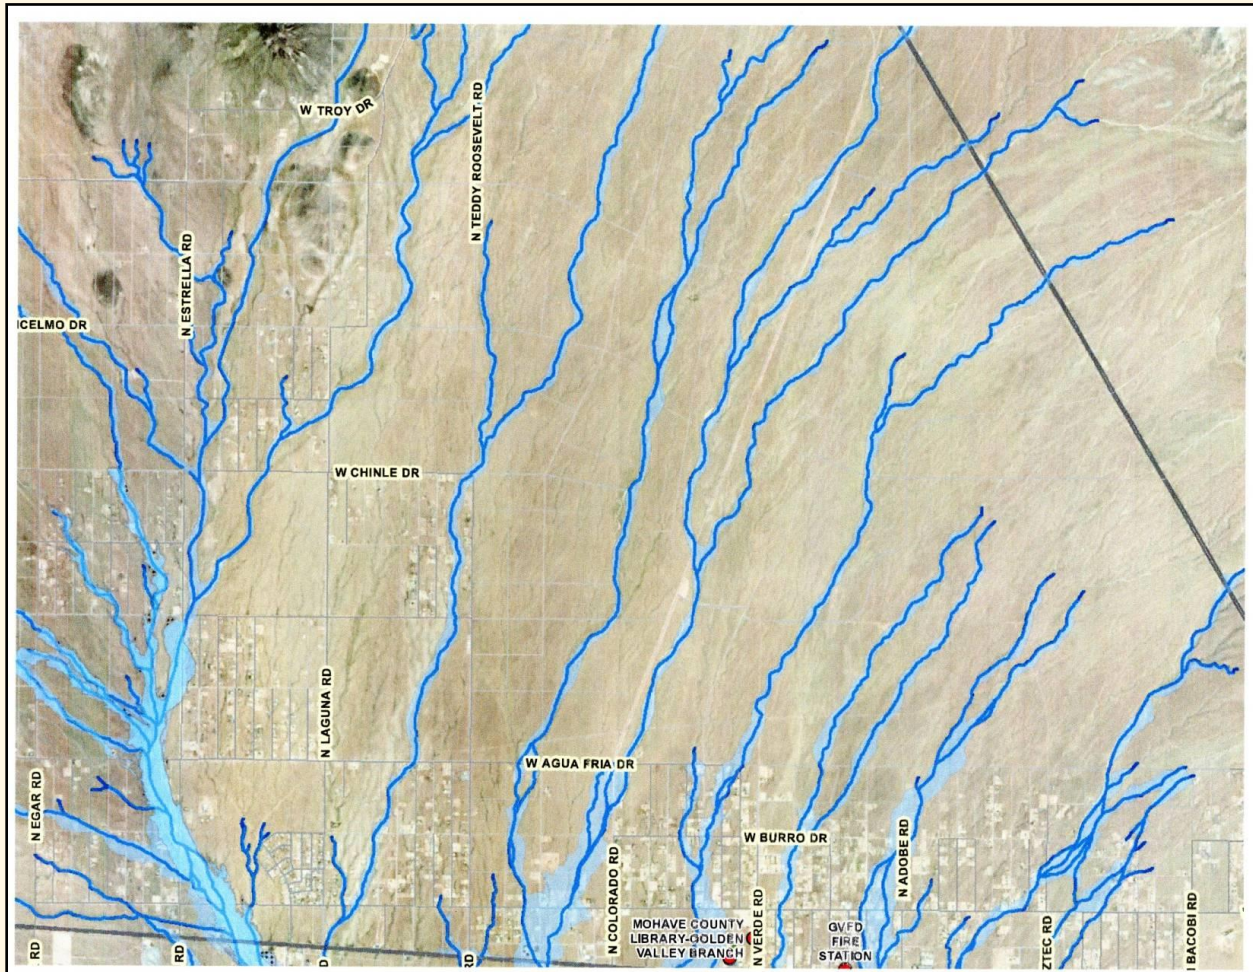 W TROY DR
N TEDDY ROOSEVELT RD
N ESTRELLA RD
ICELMO DR
W CHINLE DR
N LAGUNA RD
W AGUA FRIA DR
N EGAR RD
W BURRO DR
N ADOBE RD
N COLORADO RD
N VERDE RD
MOHAVE COUNTY
LIBRARY-GOLDEN
VALLEY BRANCH
GVFD
FIRE
STATION
ZTEC RD
BACOBI RD
RD
RD
D
RD